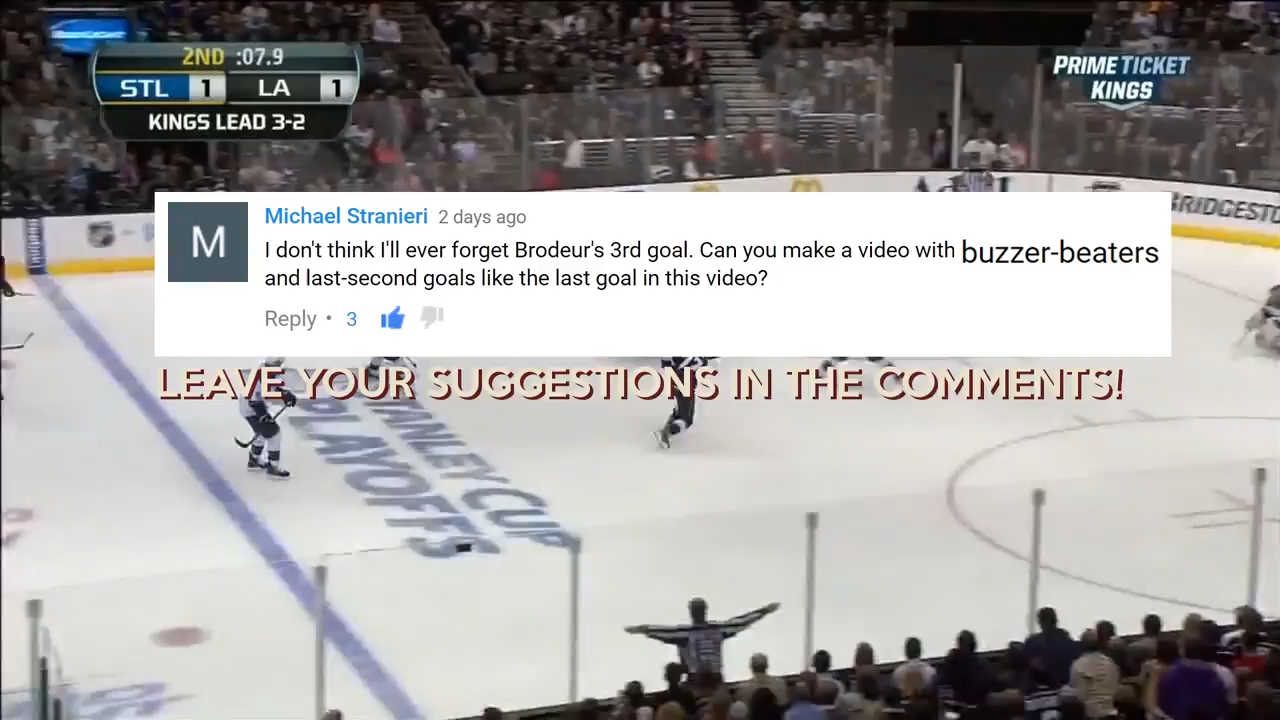 2ND :07.9
STL 1 LA 1
KINGS LEAD 3-2
PRIME TICKET
KINGS
M
Michael Stranieri 2 days ago
I don't think I'll ever forget Brodeur's 3rd goal. Can you make a video with buzzer-beaters
and last-second goals like the last goal in this video?
Reply • 3
LEAVE YOUR SUGGESTIONS IN THE COMMENTS!
STANLEY CUP
PLAYOFFS